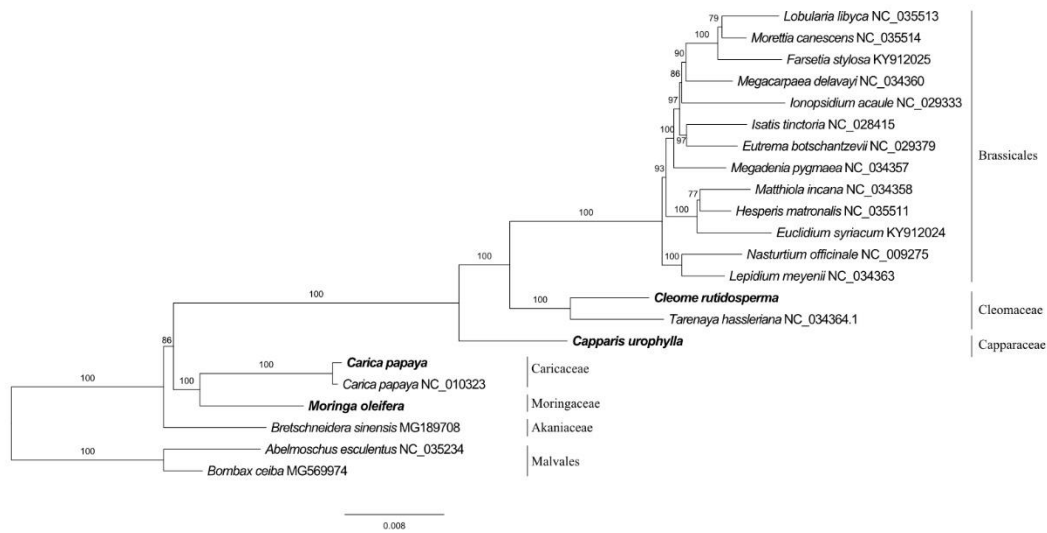 79
Lobularia libyca NC_035513
100
Morettia canescens NC_035514
90
Farsetia stylosa KY912025
86
Megacarpaea delavayi NC_034360
97
Ionopsidium acaule NC_029333
100
Isatis tinctoria NC_028415
97
Eutrema botschantzevii NC_029379
93
Megadenia pygmaea NC_034357
Brassicales
77
Matthiola incana NC_034358
100
Hesperis matronalis NC_035511
100
Euclidium syriacum KY912024
100
Nasturtium officinale NC_009275
100
Lepidium meyenii NC_034363
100
Cleome rutidosperma
100
Tarenaya hassleriana NC_034364.1
Cleomaceae
100
Capparis urophylla
Capparaceae
86
100
Carica papaya
Carica papaya NC_010323
Caricaceae
100
100
Moringa oleifera
Moringaceae
Bretschneidera sinensis MG189708
Akaniaceae
100
Abelmoschus esculentus NC_035234
Bombax ceiba MG569974
Malvales
0.008